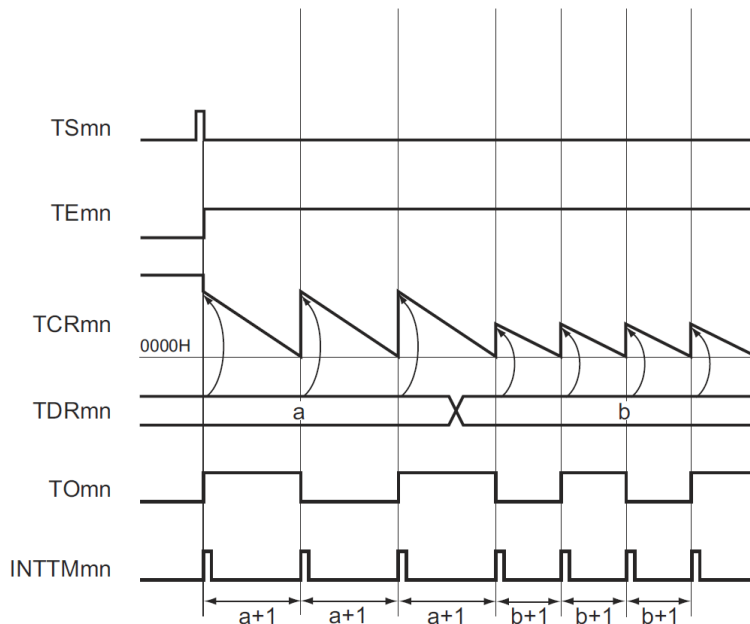 TSmn
TEmn
TCRmn
0000H
TDRmn
a
b
TOmn
INTTMmn
a+1
a+1
a+1
b+1
b+1
b+1